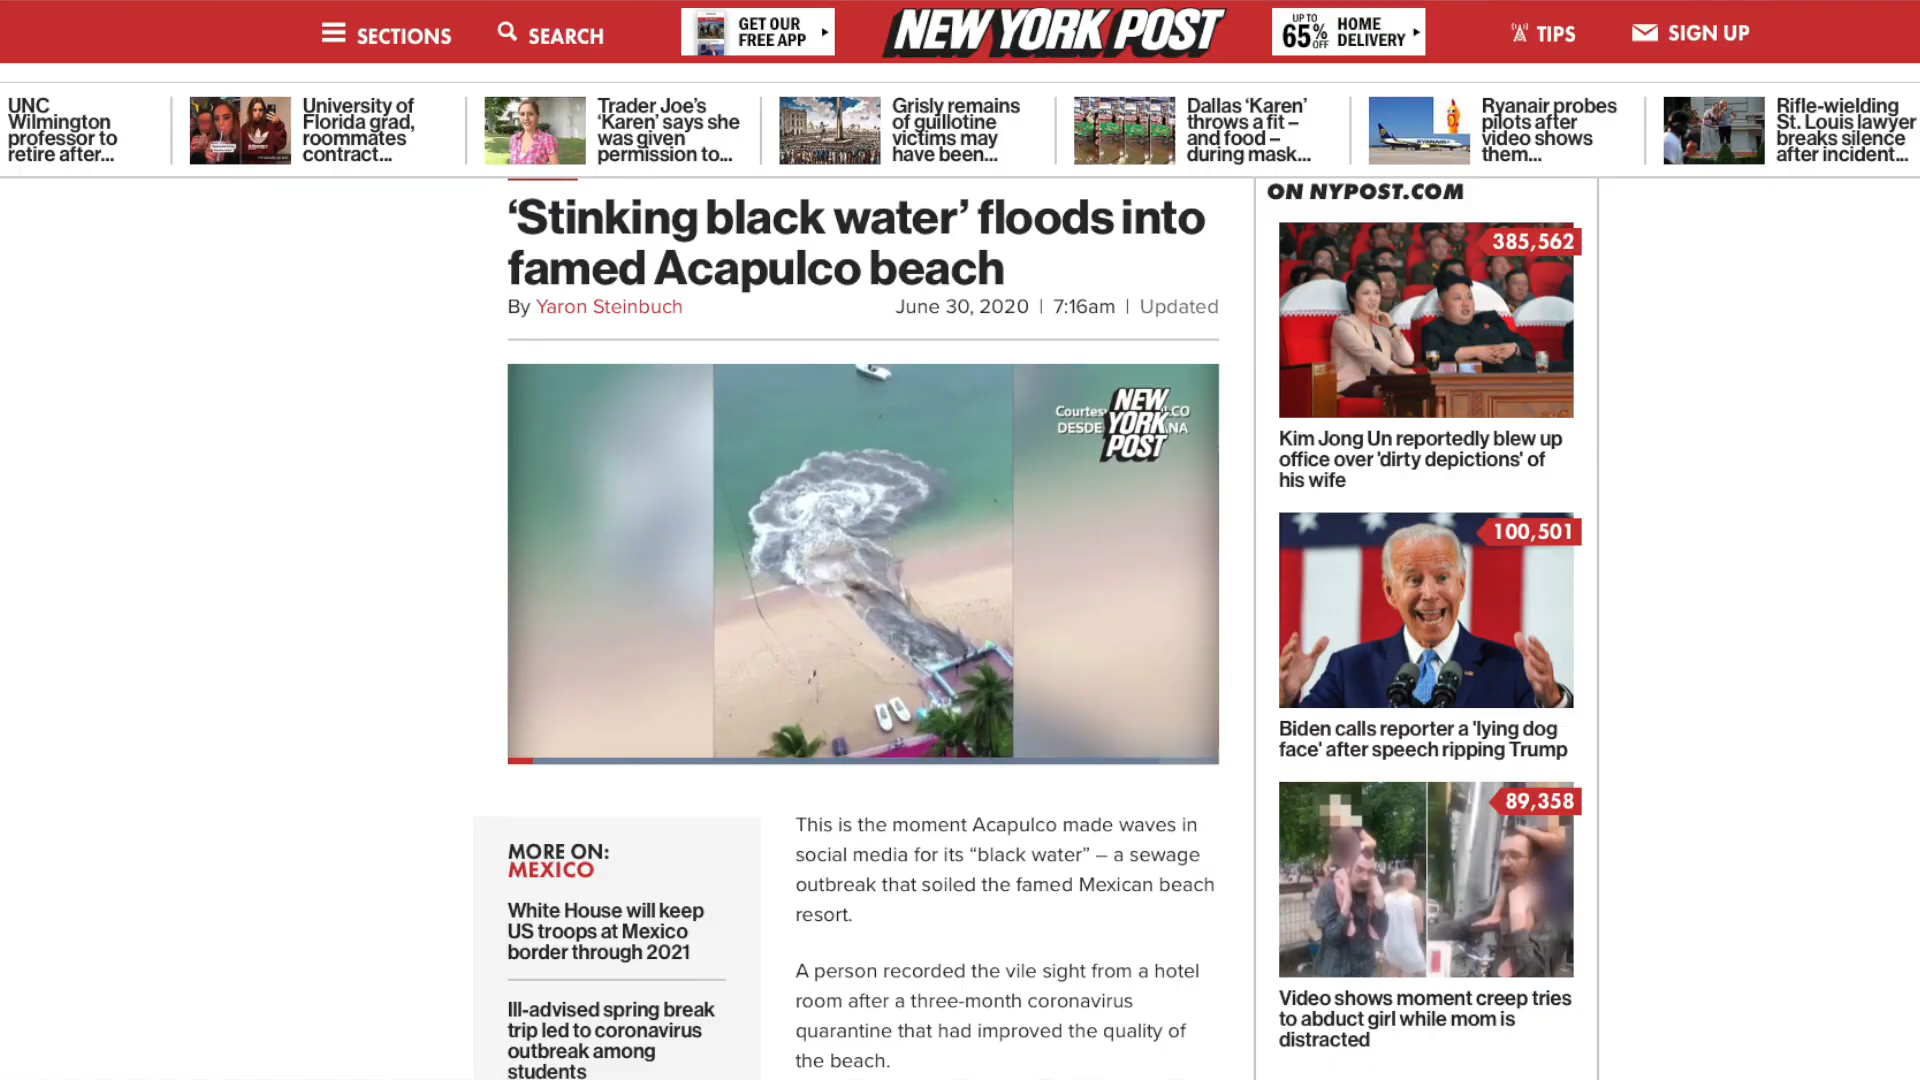 SECTIONS
SEARCH
GET OUR
FREE APP
NEW YORK POST
UP TO
65% OFF
HOME
DELIVERY
TIPS
SIGN UP
UNC
Wilmington
professor to
retire after...
University of
Florida grad,
roommates
contract...
Trader Joe's
'Karen' says she
was given
permission to...
Grisly remains
of guillotine
victims may
have been...
Dallas 'Karen'
throws a fit –
and food –
during mask...
Ryanair probes
pilots after
video shows
them...
Rifle-wielding
St. Louis lawyer
breaks silence
after incident...
'Stinking black water' floods into
famed Acapulco beach
By Yaron Steinbuch
June 30, 2020 | 7:16am | Updated
NEW
YORK
POST
MORE ON:
MEXICO
White House will keep
US troops at Mexico
border through 2021
Ill-advised spring break
trip led to coronavirus
outbreak among
students
This is the moment Acapulco made waves in
social media for its “black water” – a sewage
outbreak that soiled the famed Mexican beach
resort.
A person recorded the vile sight from a hotel
room after a three-month coronavirus
quarantine that had improved the quality of
the beach.
ON NYPOST.COM
385,562
Kim Jong Un reportedly blew up
office over 'dirty depictions' of
his wife
100,501
Biden calls reporter a 'lying dog
face' after speech ripping Trump
89,358
Video shows moment creep tries
to abduct girl while mom is
distracted